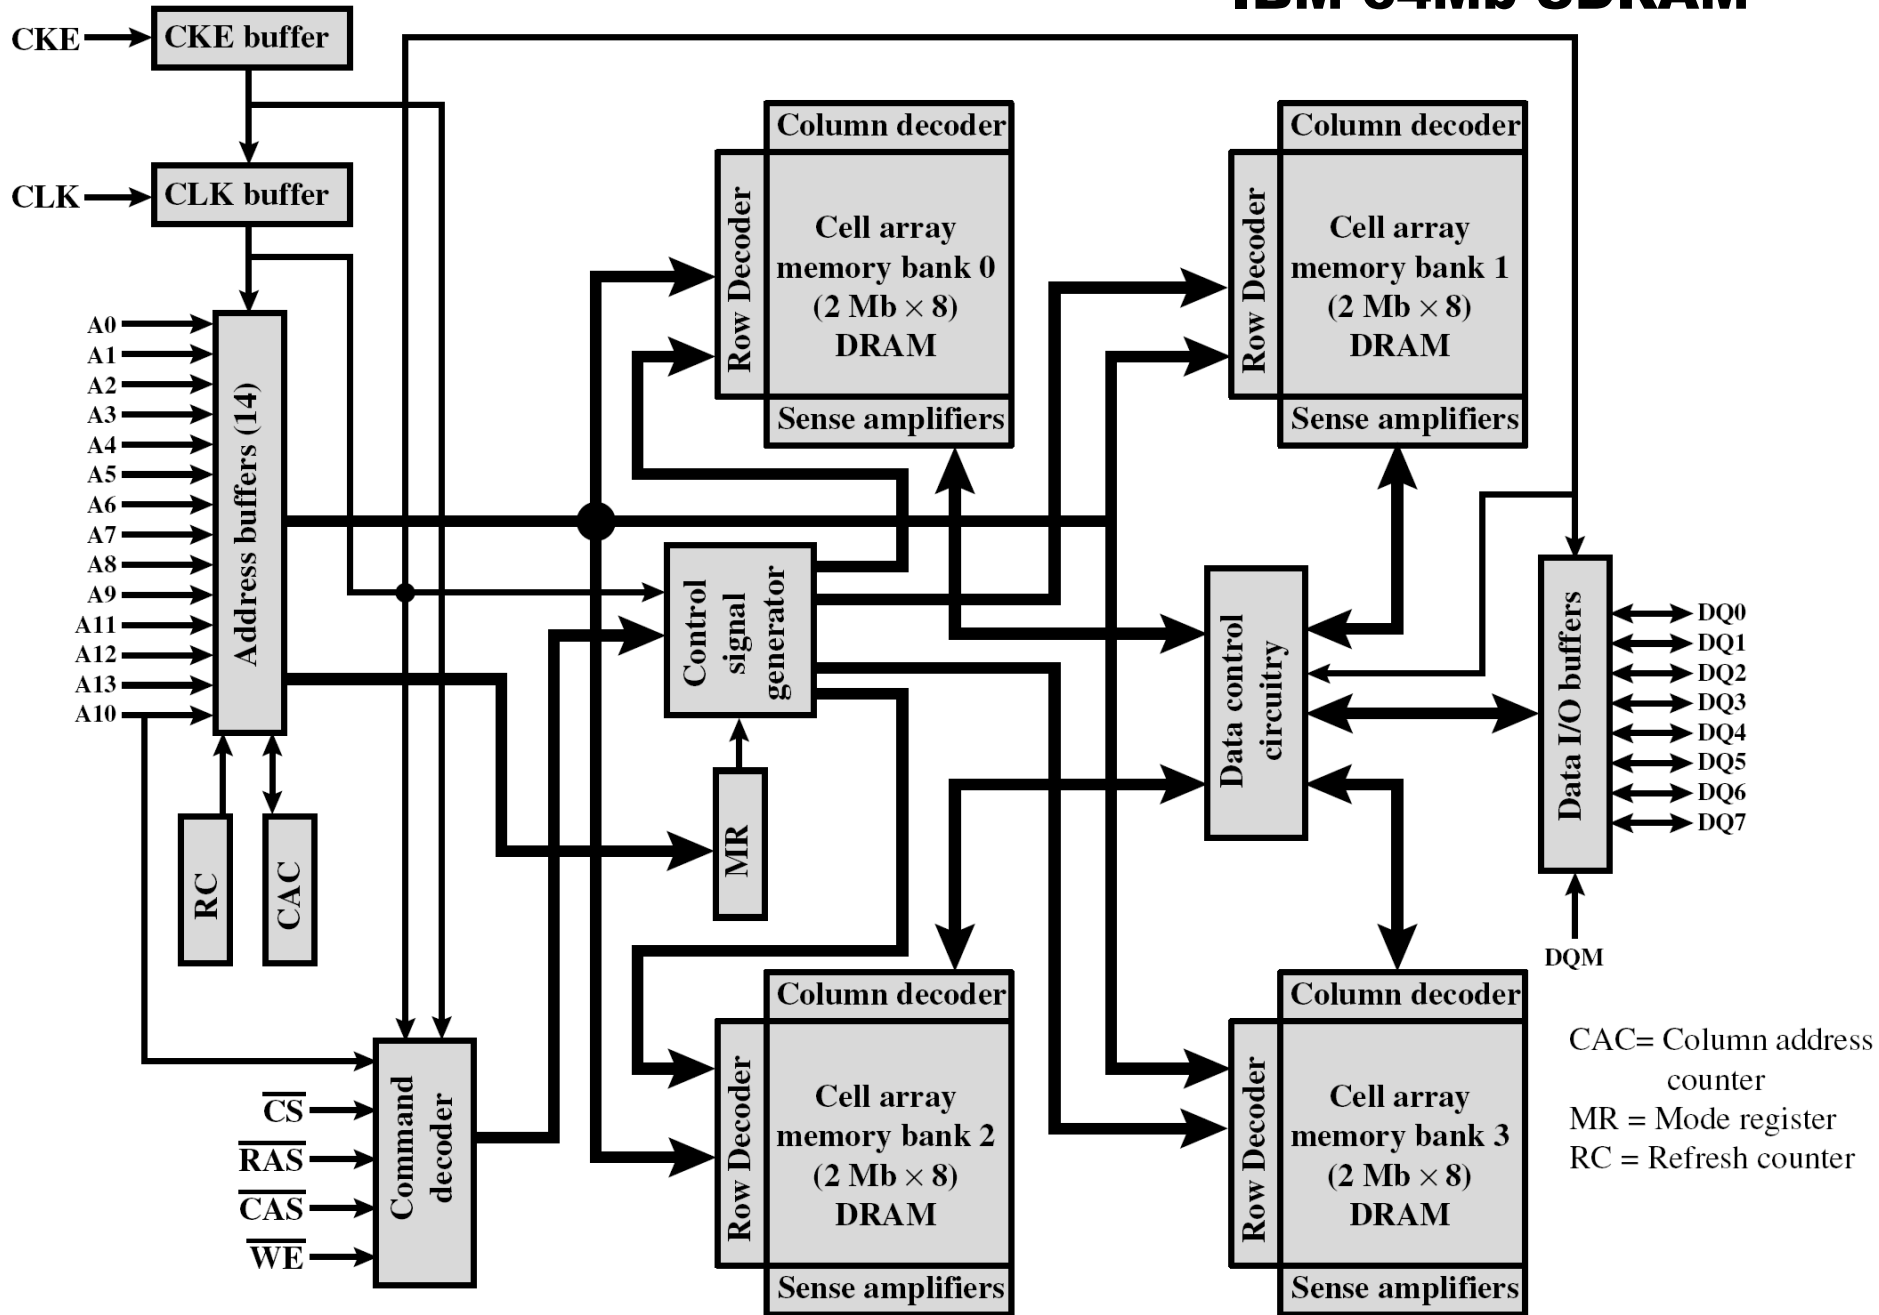 IBM 64Mb SDRAM
CKE
CKE buffer
CLK
CLK buffer
A0
A1
A2
A3
A4
A5
A6
A7
A8
A9
A11
A12
A13
A10
Address buffers (14)
RC
CAC
CS
RAS
CAS
WE
Command
decoder
Control
signal
generator
MR
Column decoder
Row Decoder
Cell array
memory bank 0
(2 Mb × 8)
DRAM
Sense amplifiers
Column decoder
Row Decoder
Cell array
memory bank 1
(2 Mb × 8)
DRAM
Sense amplifiers
Column decoder
Row Decoder
Cell array
memory bank 2
(2 Mb × 8)
DRAM
Sense amplifiers
Column decoder
Row Decoder
Cell array
memory bank 3
(2 Mb × 8)
DRAM
Sense amplifiers
Data control
circuitry
Data I/O buffers
DQ0
DQ1
DQ2
DQ3
DQ4
DQ5
DQ6
DQ7
DQM
CAC= Column address
counter
MR = Mode register
RC = Refresh counter